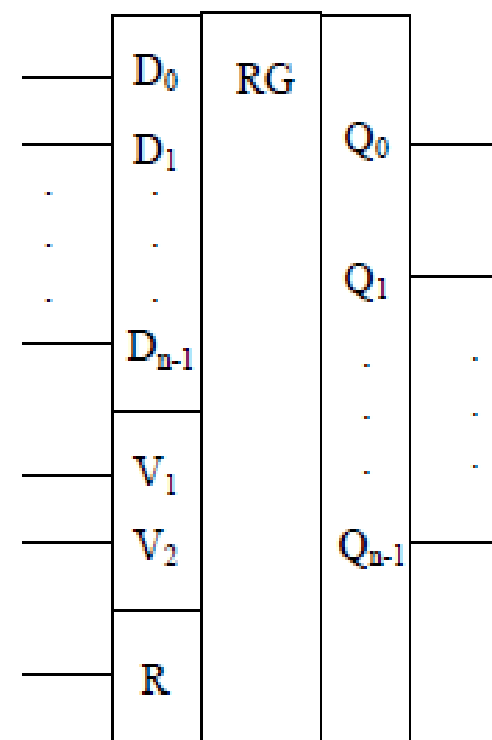 D₀ RG
D₁ Q₀
Q₁
Dₙ₋₁
V₁
V₂ Qₙ₋₁
R